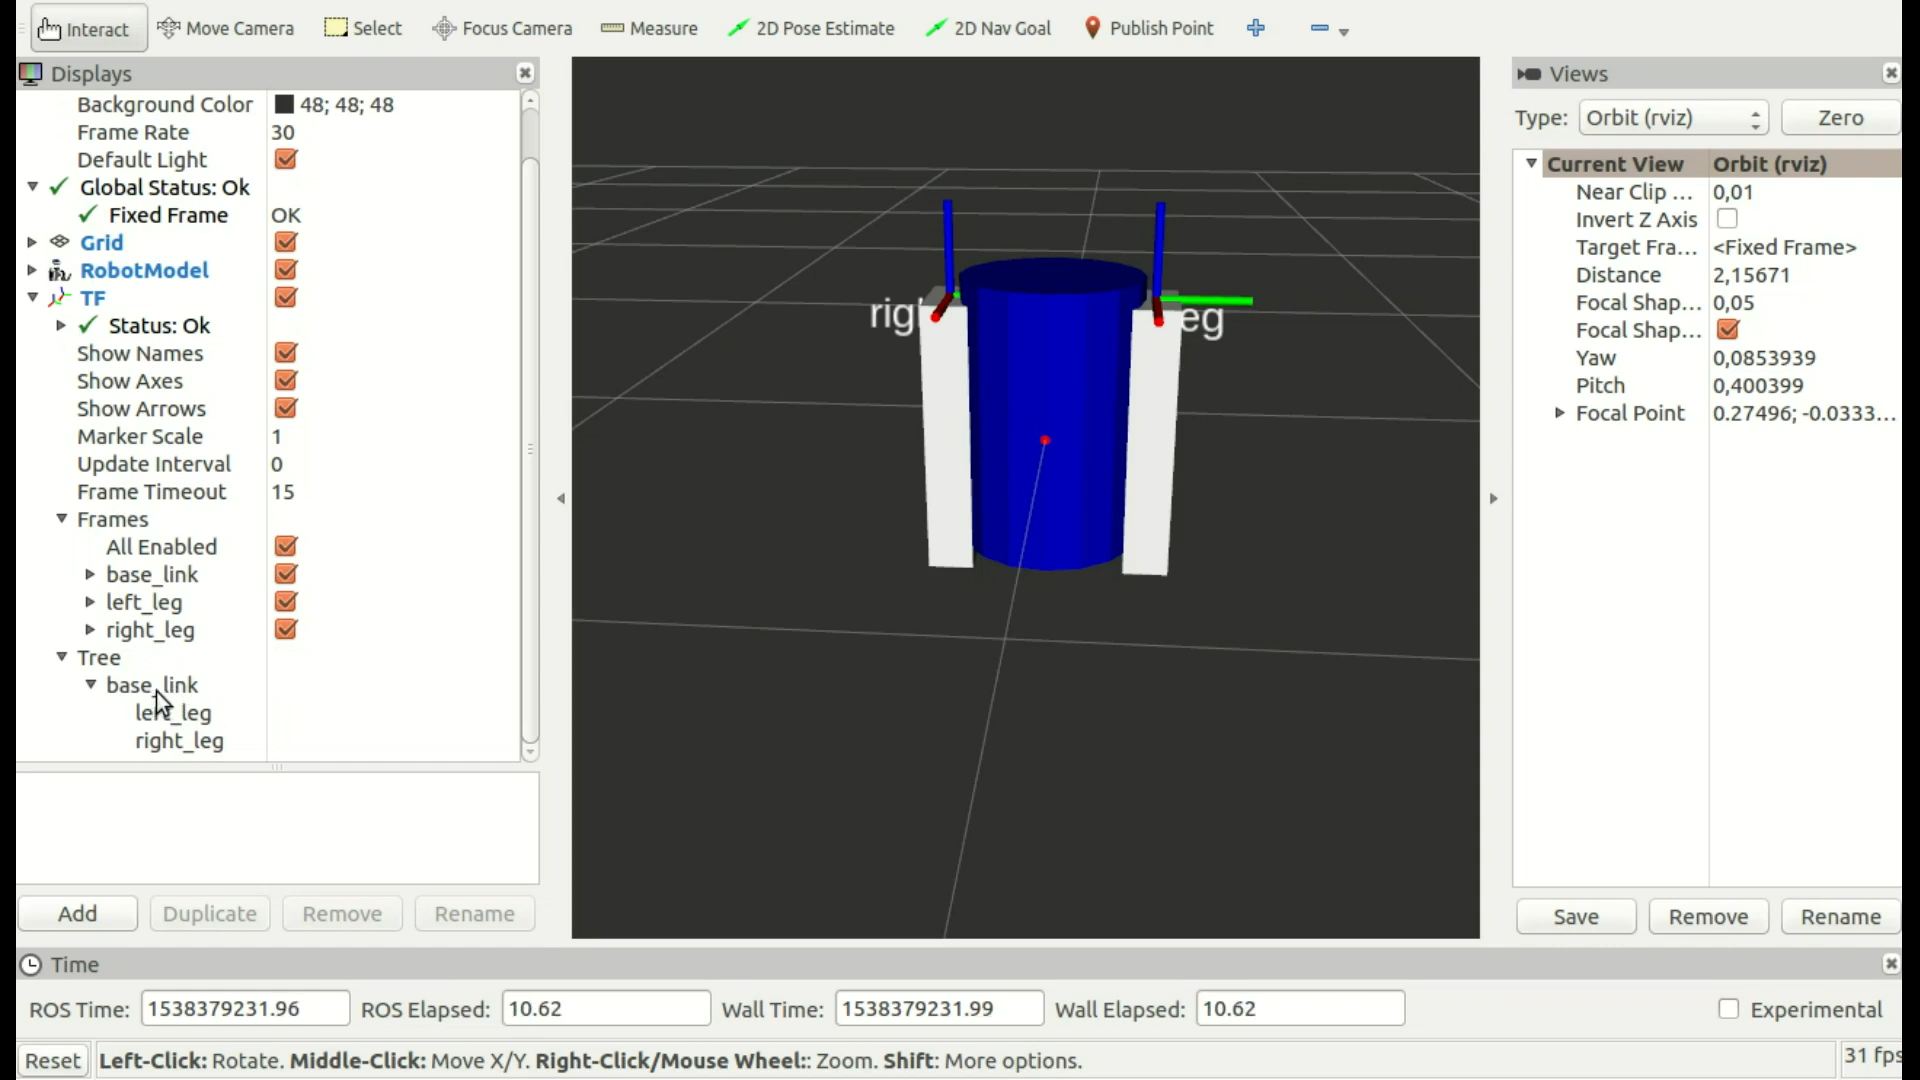 Interact Move Camera Select Focus Camera Measure 2D Pose Estimate 2D Nav Goal Publish Point
Displays
Background Color 48; 48; 48
Frame Rate 30
Default Light
Global Status: Ok
Fixed Frame OK
Grid
RobotModel
TF
Status: Ok
Show Names
Show Axes
Show Arrows
Marker Scale 1
Update Interval 0
Frame Timeout 15
Frames
All Enabled
base_link
left_leg
right_leg
Tree
base_link
left_leg
right_leg
Add Duplicate Remove Rename
rig eg
Views
Type: Orbit (rviz) Zero
Current View Orbit (rviz)
Near Clip ... 0,01
Invert Z Axis
Target Fra... <Fixed Frame>
Distance 2,15671
Focal Shap... 0,05
Focal Shap...
Yaw 0,0853939
Pitch 0,400399
Focal Point 0.27496; -0.0333...
Save Remove Rename
Time
ROS Time: 1538379231.96 ROS Elapsed: 10.62 Wall Time: 1538379231.99 Wall Elapsed: 10.62 Experimental
Reset Left-Click: Rotate. Middle-Click: Move X/Y. Right-Click/Mouse Wheel:: Zoom. Shift: More options. 31 fps